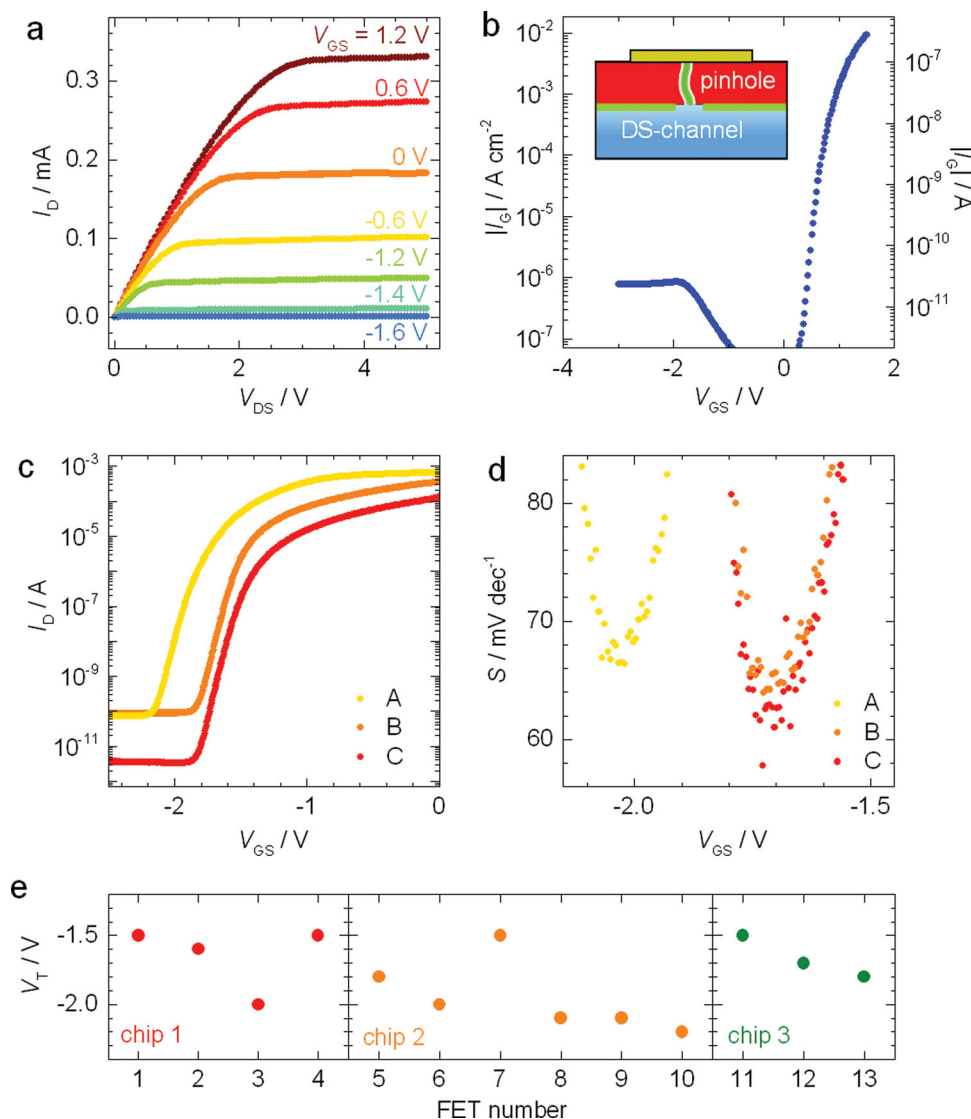 a
V_GS = 1.2 V
0.6 V
0 V
-0.6 V
-1.2 V
-1.4 V
-1.6 V
0.3
0.2
0.1
0.0
I_D / mA
0
2
4
V_DS / V
b
pinhole
DS-channel
10^-2
10^-3
10^-4
10^-5
10^-6
10^-7
|I_G| / A cm^-2
10^-7
10^-8
10^-9
10^-10
10^-11
|I_G| / A
-4
-2
0
2
V_GS / V
c
10^-3
10^-5
10^-7
10^-9
10^-11
I_D / A
A
B
C
-2
-1
0
V_GS / V
d
80
70
60
S / mV dec^-1
A
B
C
-2.0
-1.5
V_GS / V
e
-1.5
-2.0
V_T / V
chip 1
chip 2
chip 3
1 2 3 4 5 6 7 8 9 10 11 12 13
FET number